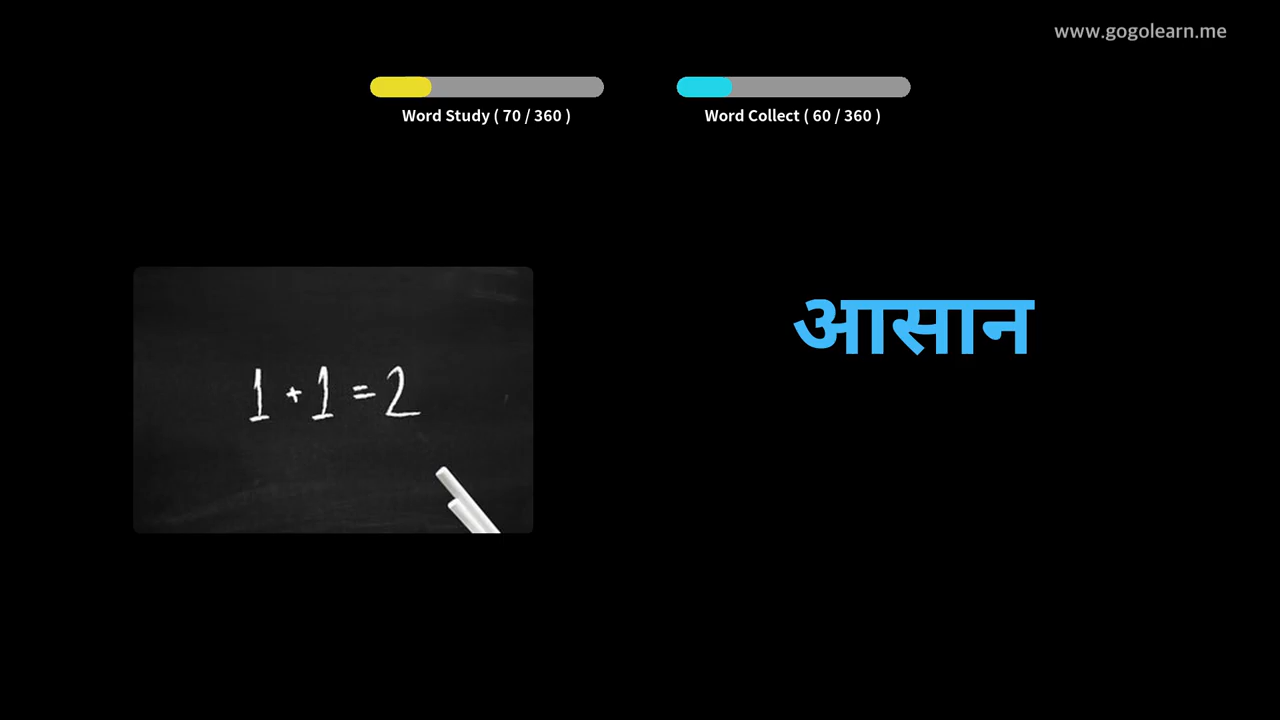 www.gogolearn.me
Word Study ( 70 / 360 )
Word Collect ( 60 / 360 )
1 + 1 = 2
आसान